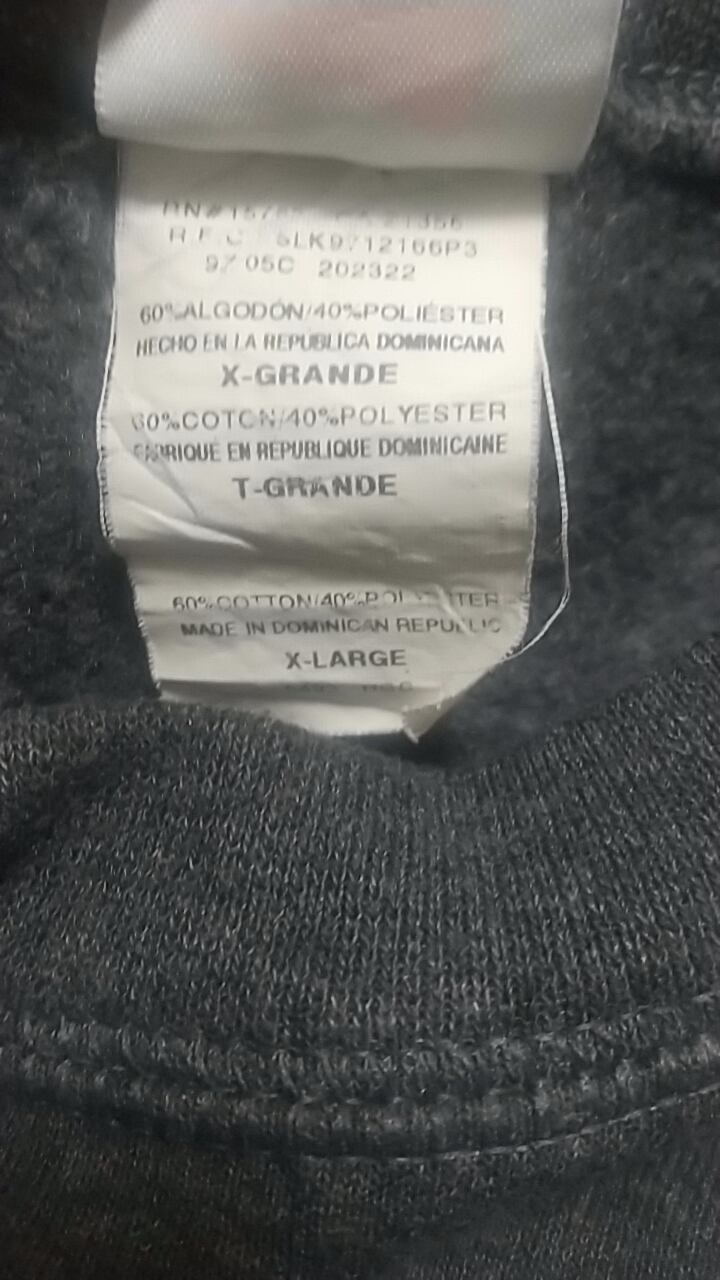 R F C SLK9712166P3
05C 202322
60%ALGODÓN/40%POLIÉSTER
HECHO EN LA REPUBLICA DOMINICANA
X-GRANDE
60%COTON/40%POLYESTER
FABRIQUE EN REPUBLIQUE DOMINICAINE
T-GRANDE
60%COTTON/40%POLYESTER
MADE IN DOMINICAN REPUBLIC
X-LARGE